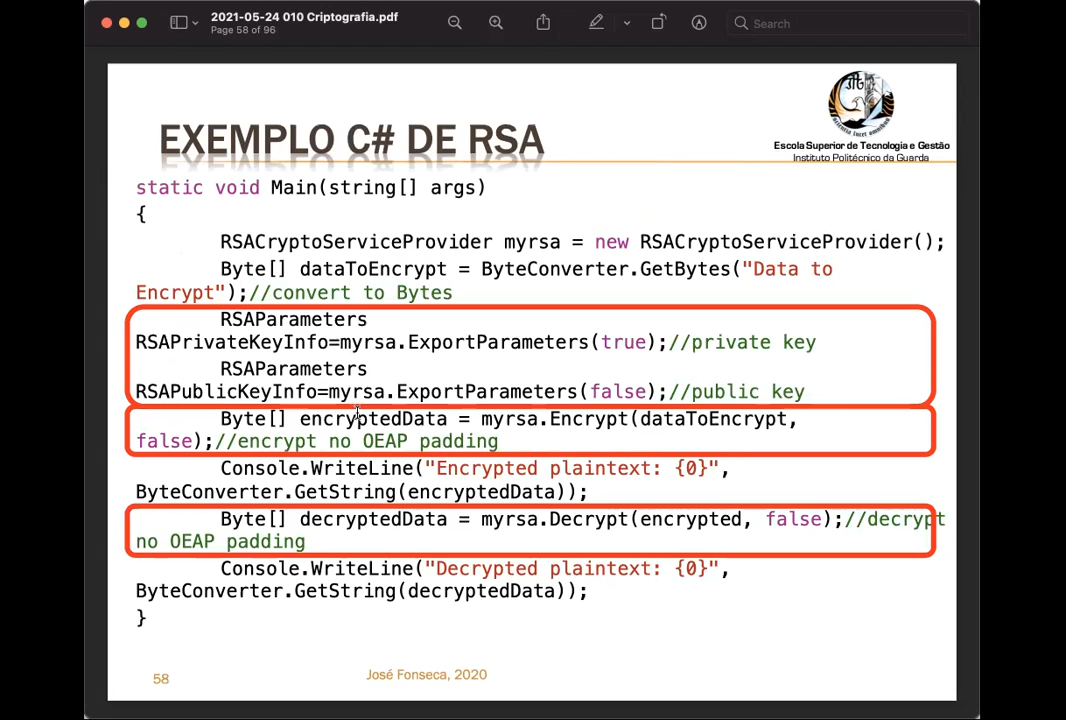 2021-05-24 010 Criptografia.pdf
Page 58 of 96
Search
EXEMPLO C# DE RSA
Escola Superior de Tecnologia e Gestão
Instituto Politécnico da Guarda
static void Main(string[] args)
{
RSACryptoServiceProvider myrsa = new RSACryptoServiceProvider();
Byte[] dataToEncrypt = ByteConverter.GetBytes("Data to
Encrypt");//convert to Bytes
RSAParameters
RSAPrivateKeyInfo=myrsa.ExportParameters(true);//private key
RSAParameters
RSAPublicKeyInfo=myrsa.ExportParameters(false);//public key
Byte[] encryptedData = myrsa.Encrypt(dataToEncrypt,
false);//encrypt no OEAP padding
Console.WriteLine("Encrypted plaintext: {0}",
ByteConverter.GetString(encryptedData));
Byte[] decryptedData = myrsa.Decrypt(encrypted, false);//decrypt
no OEAP padding
Console.WriteLine("Decrypted plaintext: {0}",
ByteConverter.GetString(decryptedData));
}
58
José Fonseca, 2020